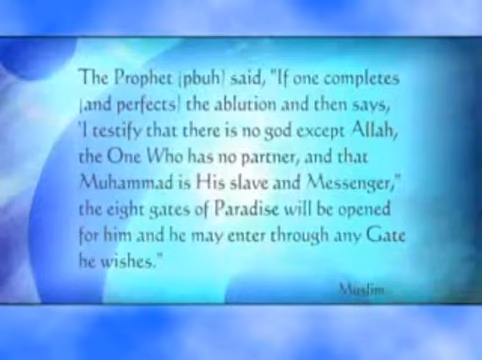 The Prophet (pbuh) said, "If one completes
(and perfects) the ablution and then says,
'I testify that there is no god except Allah,
the One Who has no partner, and that
Muhammad is His slave and Messenger,"
the eight gates of Paradise will be opened
for him and he may enter through any Gate
he wishes."
Muslim